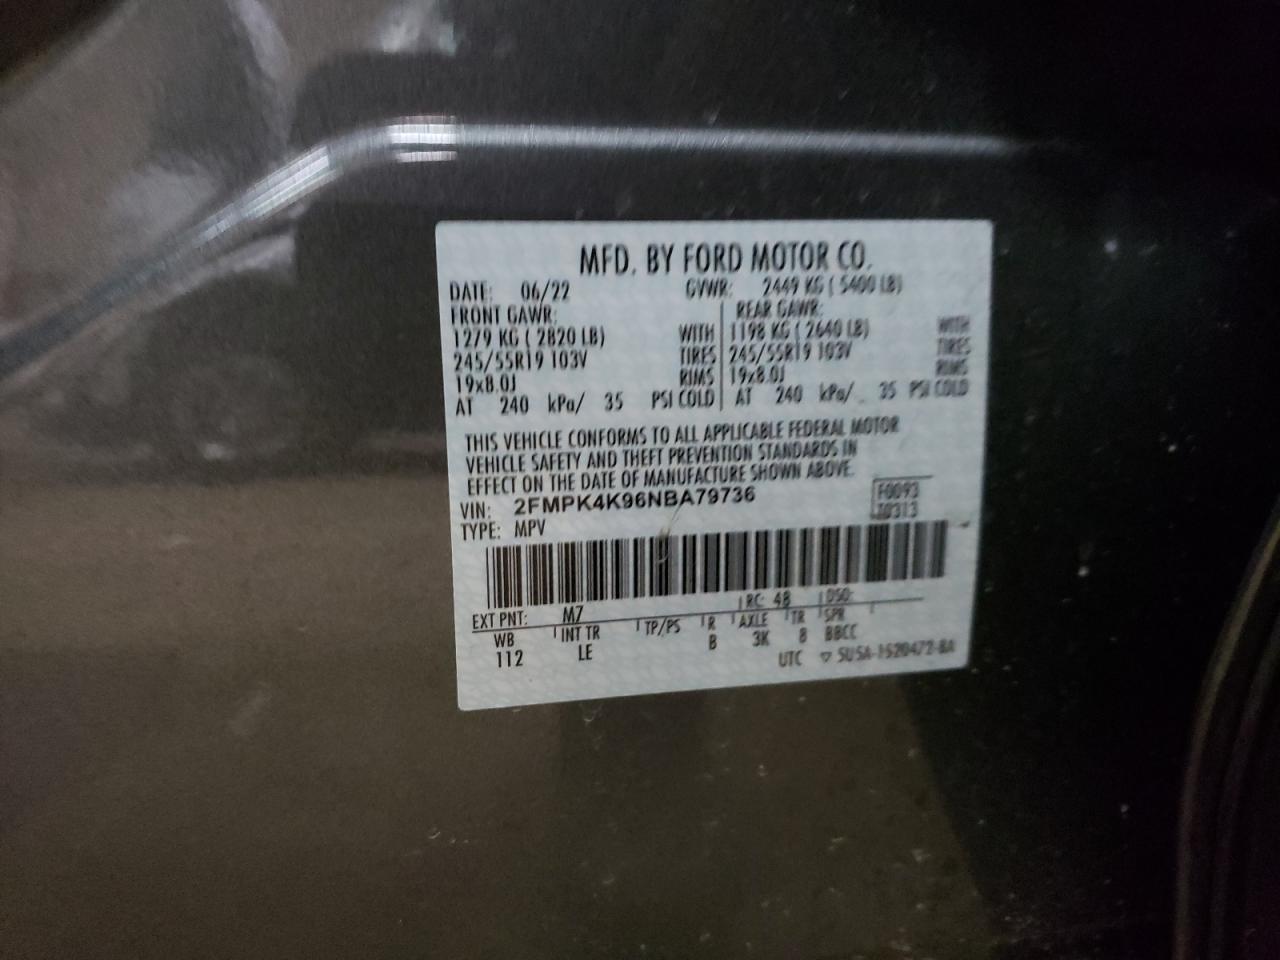 MFD. BY FORD MOTOR CO.
DATE: 06/22 GVWR: 2449 KG ( 5400 LB)
FRONT GAWR: REAR GAWR:
1279 KG ( 2820 LB) WITH 1198 KG ( 2640 LB) WITH
245/55R19 103V TIRES 245/55R19 103V TIRES
19x8.0J RIMS 19x8.0J RIMS
AT 240 kPa/ 35 PSI COLD AT 240 kPa/ 35 PSI COLD
THIS VEHICLE CONFORMS TO ALL APPLICABLE FEDERAL MOTOR
VEHICLE SAFETY AND THEFT PREVENTION STANDARDS IN
EFFECT ON THE DATE OF MANUFACTURE SHOWN ABOVE.
VIN: 2FMPK4K96NBA79736 F0093
TYPE: MPV T0313
EXT PNT: M7 RC: 48 DSO:
WB INT TR TP/PS R AXLE TR SPR
112 LE B 3K 8 BBCC
UTC ▽ 5U5A-1520472-BA